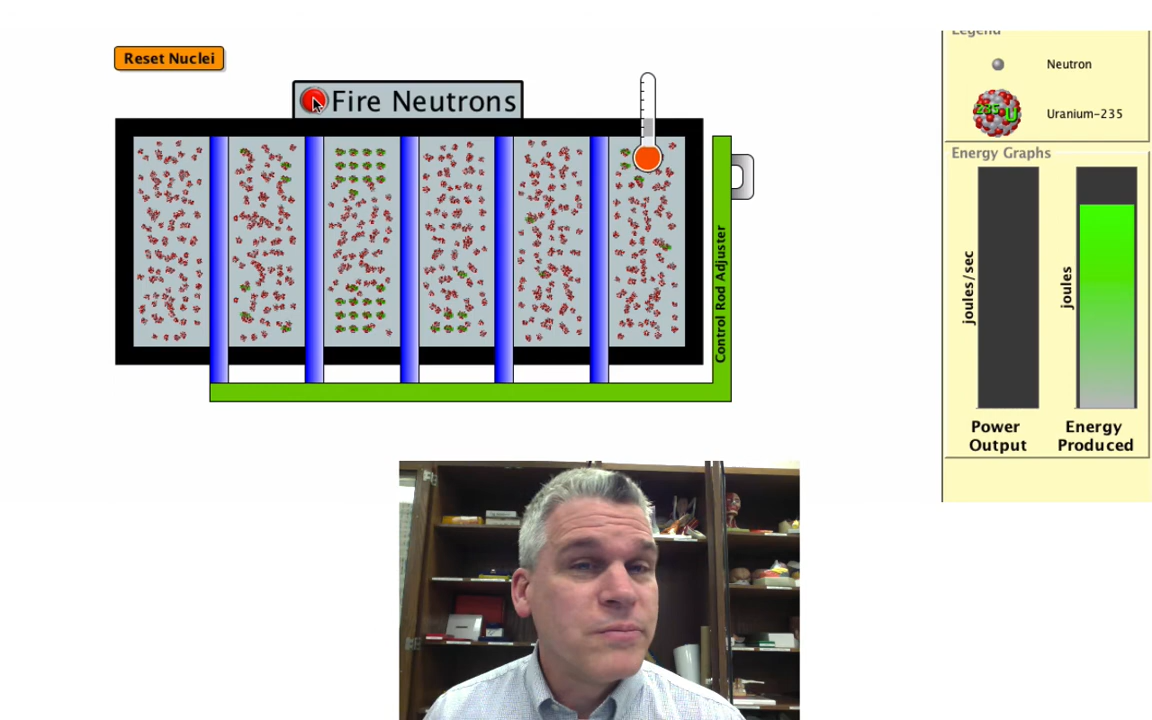 Reset Nuclei
Fire Neutrons
Control Rod Adjuster
Legend
Neutron
235 U
Uranium-235
Energy Graphs
joules/sec
joules
Power Output
Energy Produced